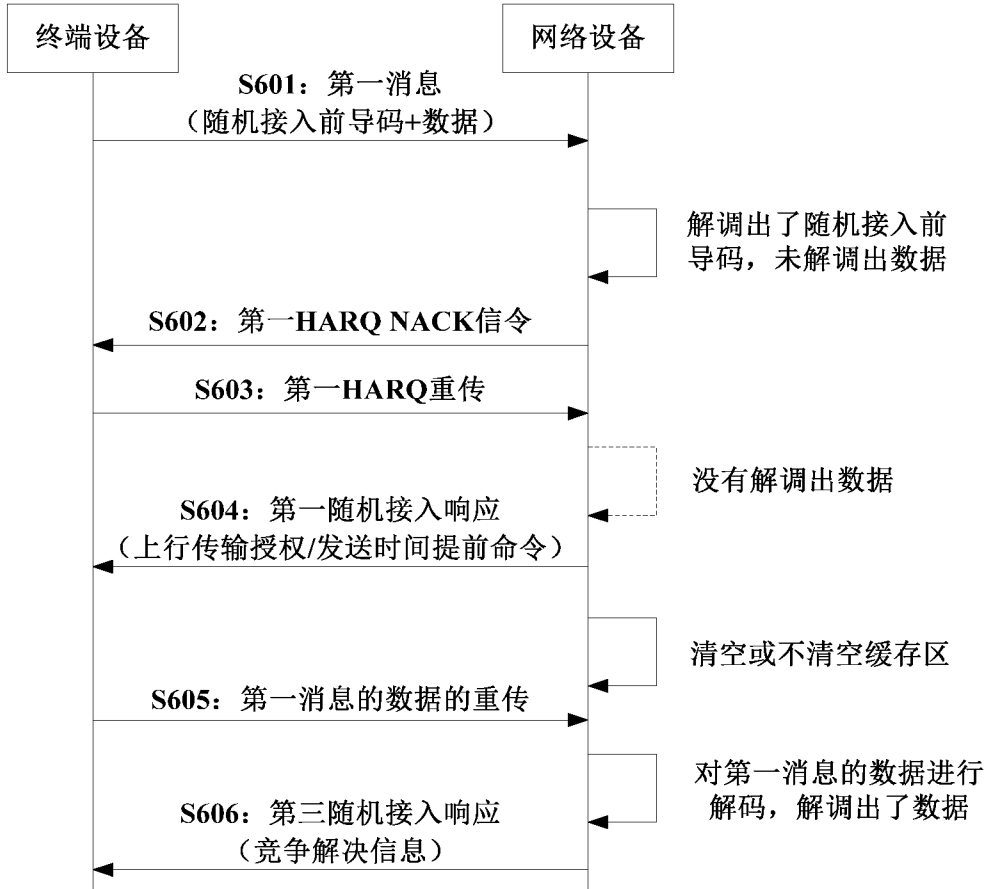 终端设备
网络设备
S601：第一消息
（随机接入前导码+数据）
解调出了随机接入前
导码，未解调出数据
S602：第一HARQ NACK信令
S603：第一HARQ重传
没有解调出数据
S604：第一随机接入响应
（上行传输授权/发送时间提前命令）
清空或不清空缓存区
S605：第一消息的数据的重传
对第一消息的数据进行
解码，解调出了数据
S606：第三随机接入响应
（竞争解决信息）